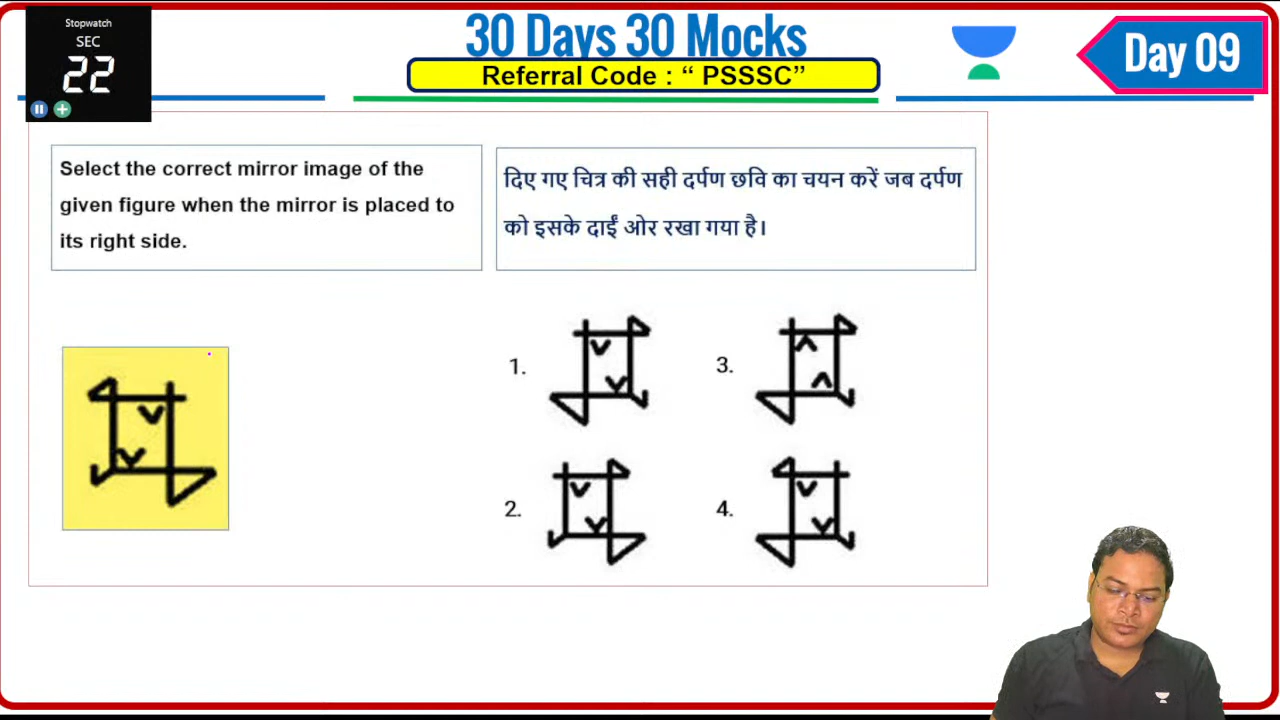 Stopwatch
SEC
22
30 Days 30 Mocks
Referral Code : “ PSSSC”
Day 09
Select the correct mirror image of the
given figure when the mirror is placed to
its right side.
दिए गए चित्र की सही दर्पण छवि का चयन करें जब दर्पण
को इसके दाईं ओर रखा गया है।
1.
3.
2.
4.